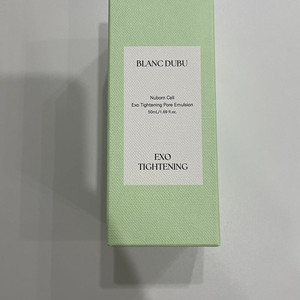 BLANC DUBU
Nuborn Cell
Exo Tightening Pore Emulsion
50mL/1.69 fl.oz
EXO
TIGHTENING